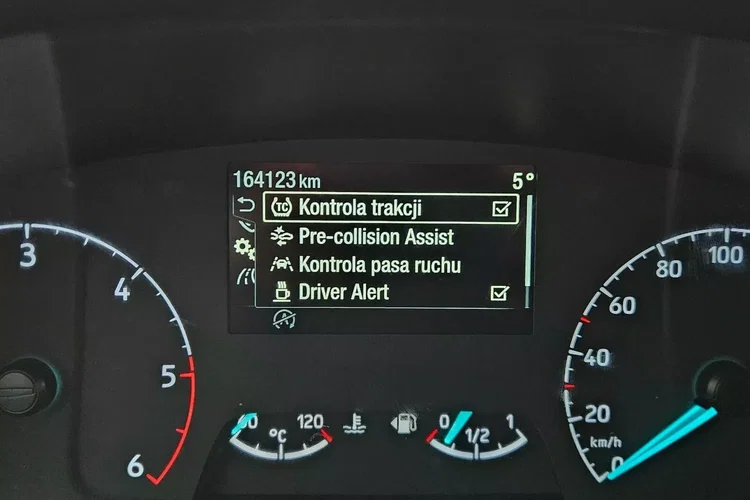 164123 km 5°
TC Kontrola trakcji
Pre-collision Assist
Kontrola pasa ruchu
Driver Alert
A
3
4
5
6
120
°C
0 1/2 1
0
20
40
60
80
100
km/h